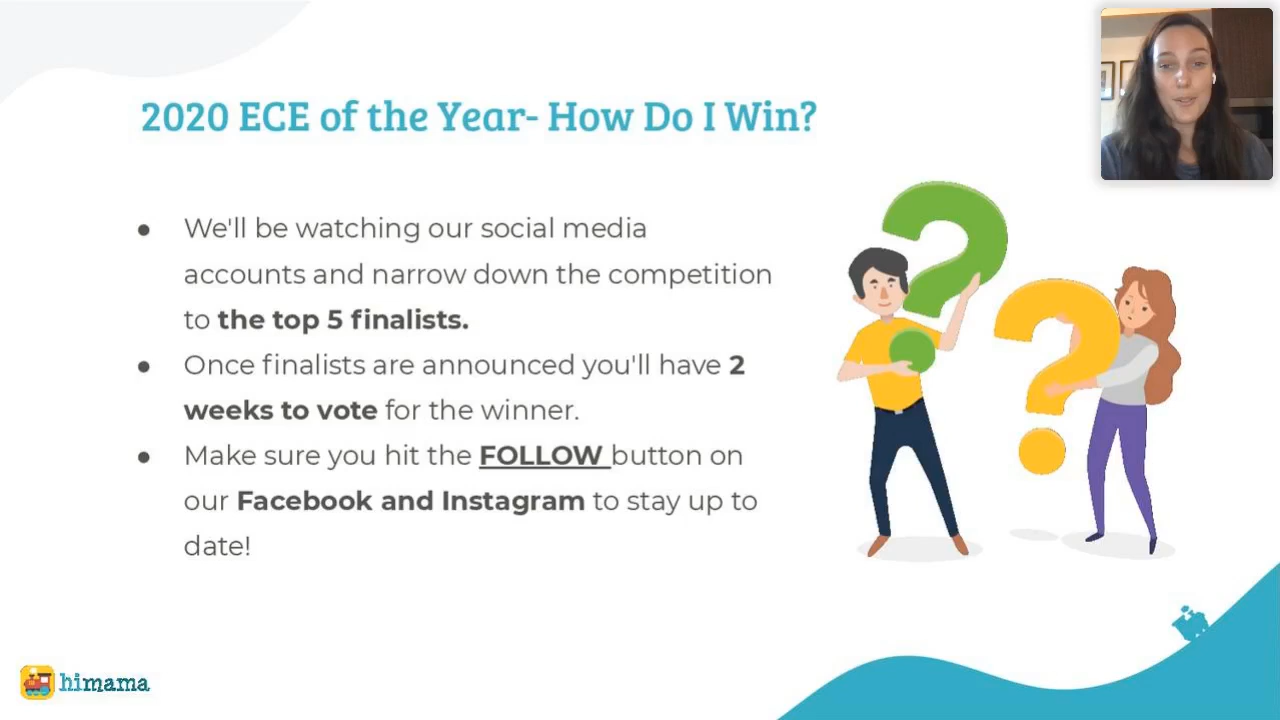 2020 ECE of the Year- How Do I Win?
● We'll be watching our social media
accounts and narrow down the competition
to the top 5 finalists.
● Once finalists are announced you'll have 2
weeks to vote for the winner.
● Make sure you hit the FOLLOW button on
our Facebook and Instagram to stay up to
date!
himama